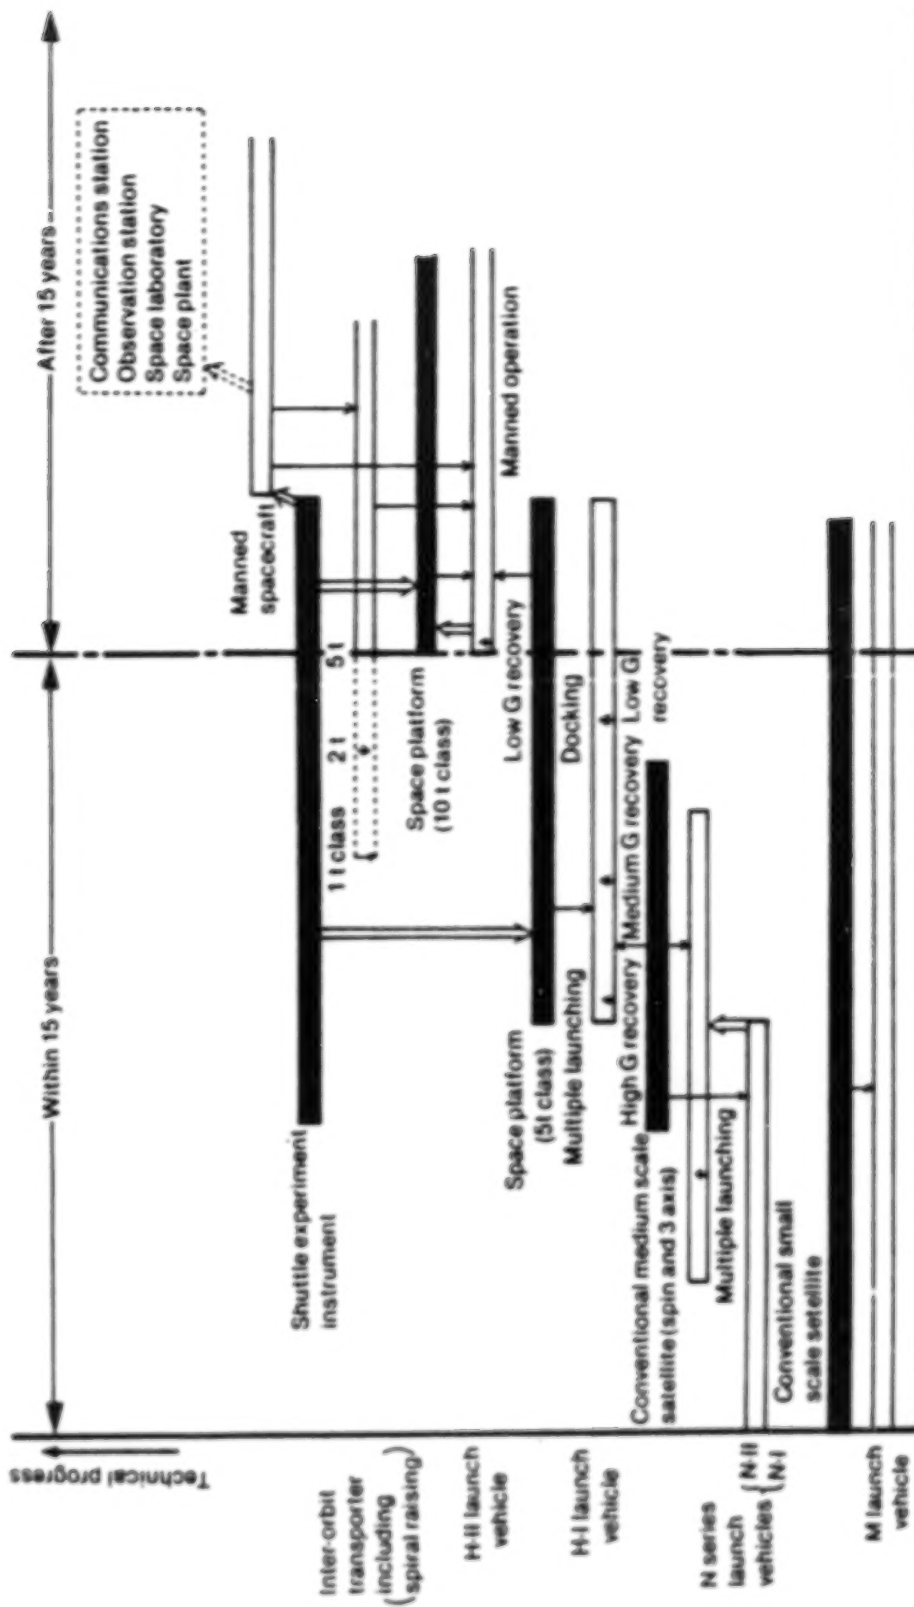 Within 15 years
After 15 years
Technical progress
Communications station
Observation station
Space laboratory
Space plant
Manned
spacecraft
Shuttle experiment
instrument
Inter-orbit
transporter
(including
spiral raising)
1 t class
2 t
5 t
Space platform
(10 t class)
H-II launch
vehicle
Manned operation
Low G recovery
Space platform
(5t class)
Multiple launching
Docking
H-I launch
vehicle
High G recovery
Medium G recovery
Low G
recovery
Conventional medium scale
satellite (spin and 3 axis)
Multiple launching
N series
launch
vehicles
N-II
N-I
Conventional small
scale setellite
M launch
vehicle